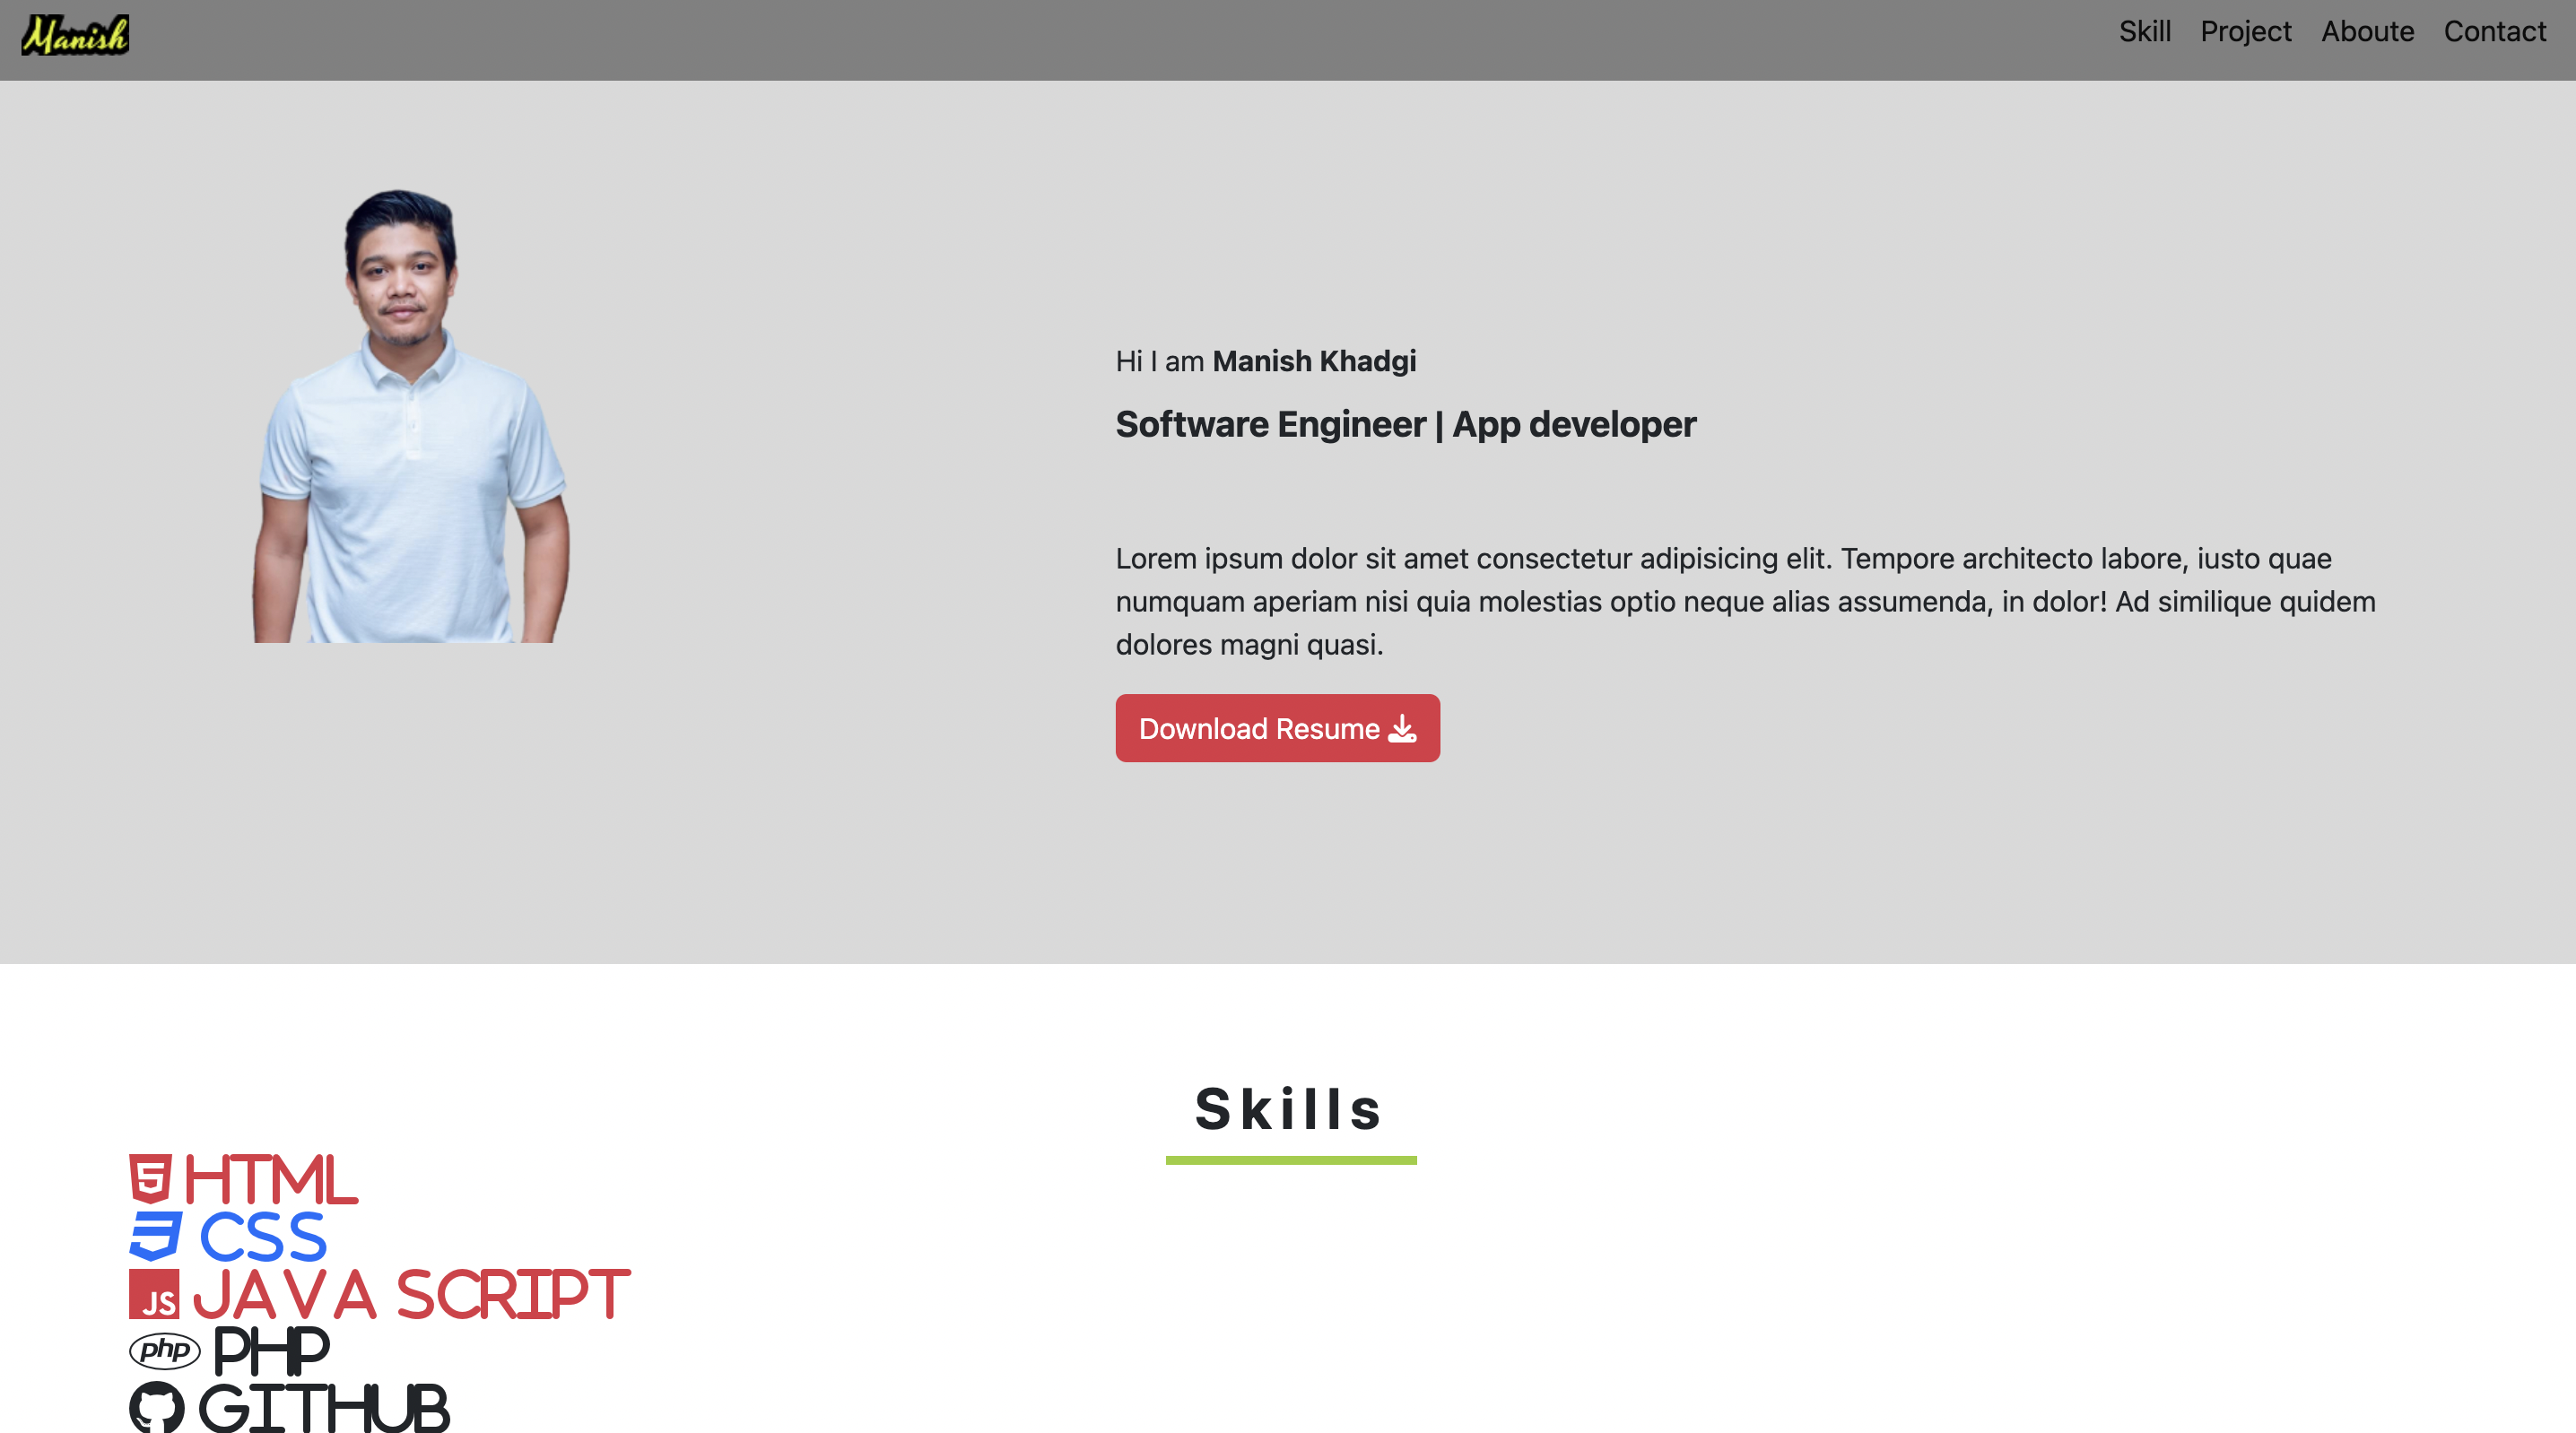 Manish
Skill Project Aboute Contact
Hi I am Manish Khadgi
Software Engineer | App developer
Lorem ipsum dolor sit amet consectetur adipisicing elit. Tempore architecto labore, iusto quae
numquam aperiam nisi quia molestias optio neque alias assumenda, in dolor! Ad similique quidem
dolores magni quasi.
Download Resume
Skills
5 HTML
3 CSS
JS JAVA SCRIPT
php PHP
GITHUB